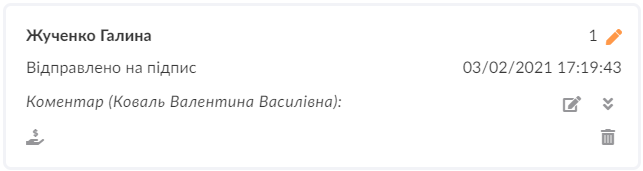 Жученко Галина 1
Відправлено на підпис 03/02/2021 17:19:43
Коментар (Коваль Валентина Василівна):